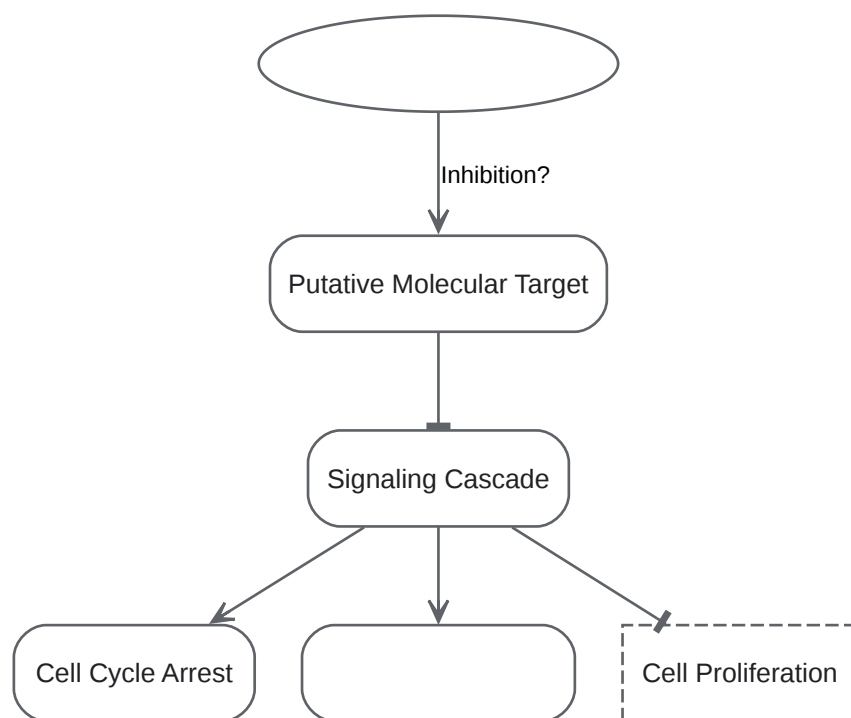 Inhibition?
Putative Molecular Target
Signaling Cascade
Cell Cycle Arrest
Cell Proliferation